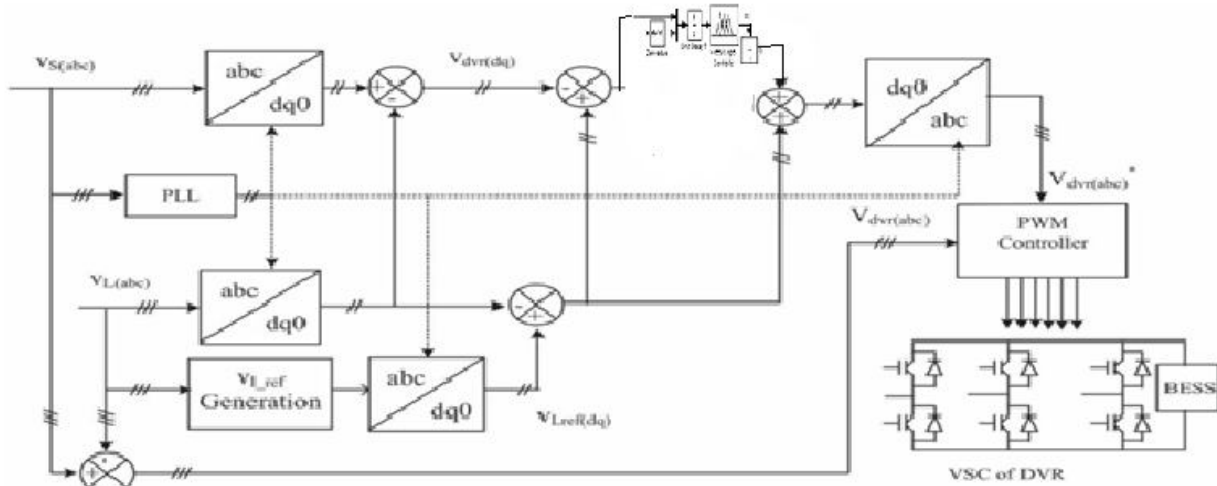 vS(abc)
abc
dq0
Vdvr(dq)
dq0
abc
PLL
Vdvr(abc)*
Vdvr(abc)
PWM
Controller
vL(abc)
abc
dq0
Generation
abc
dq0
vLref(dq)
BESS
VSC of DVR